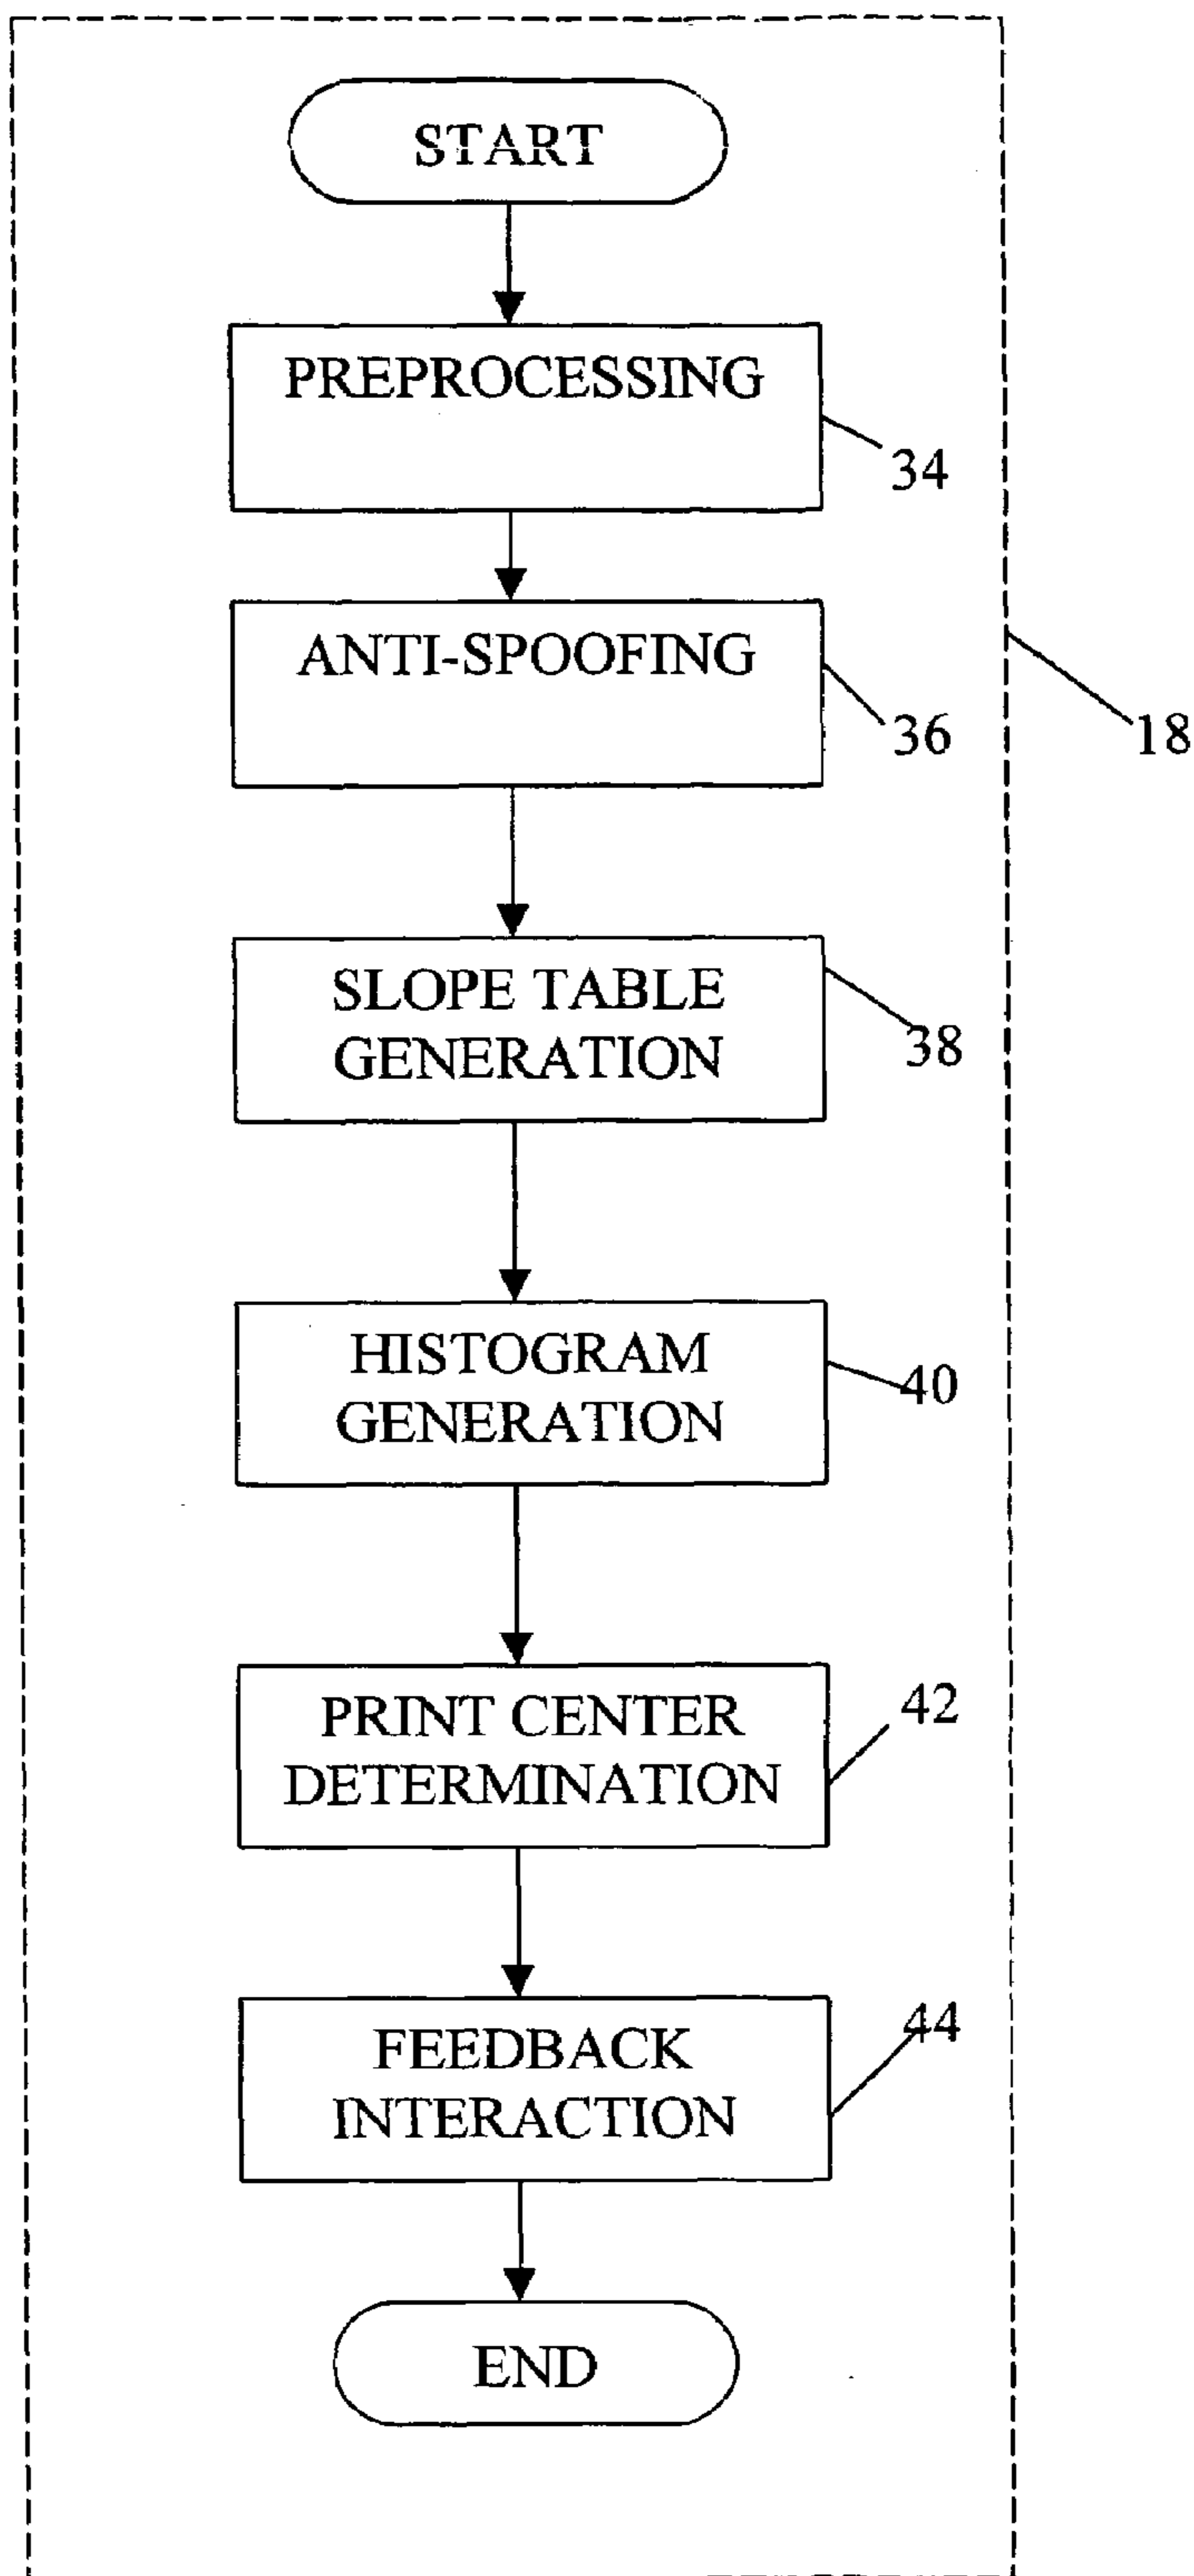 START
PREPROCESSING
34
ANTI-SPOOFING
36
18
SLOPE TABLE
GENERATION
38
HISTOGRAM
GENERATION
40
PRINT CENTER
DETERMINATION
42
FEEDBACK
INTERACTION
44
END